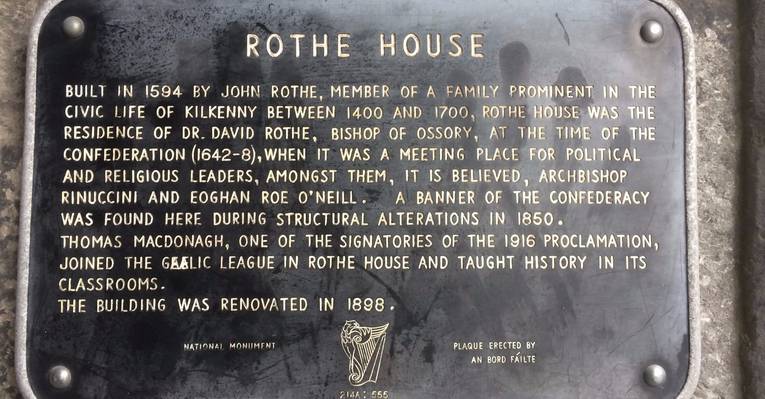 ROTHE HOUSE
BUILT IN 1594 BY JOHN ROTHE, MEMBER OF A FAMILY PROMINENT IN THE
CIVIC LIFE OF KILKENNY BETWEEN 1400 AND 1700, ROTHE HOUSE WAS THE
RESIDENCE OF DR. DAVID ROTHE, BISHOP OF OSSORY, AT THE TIME OF THE
CONFEDERATION (1642-8), WHEN IT WAS A MEETING PLACE FOR POLITICAL
AND RELIGIOUS LEADERS, AMONGST THEM, IT IS BELIEVED, ARCHBISHOP
RINUCCINI AND EOGHAN ROE O'NEILL. A BANNER OF THE CONFEDERACY
WAS FOUND HERE DURING STRUCTURAL ALTERATIONS IN 1850.
THOMAS MACDONAGH, ONE OF THE SIGNATORIES OF THE 1916 PROCLAMATION,
JOINED THE GAELIC LEAGUE IN ROTHE HOUSE AND TAUGHT HISTORY IN ITS
CLASSROOMS.
THE BUILDING WAS RENOVATED IN 1898.
NATIONAL MONUMENT
PLAQUE ERECTED BY
AN BORD FÁILTE